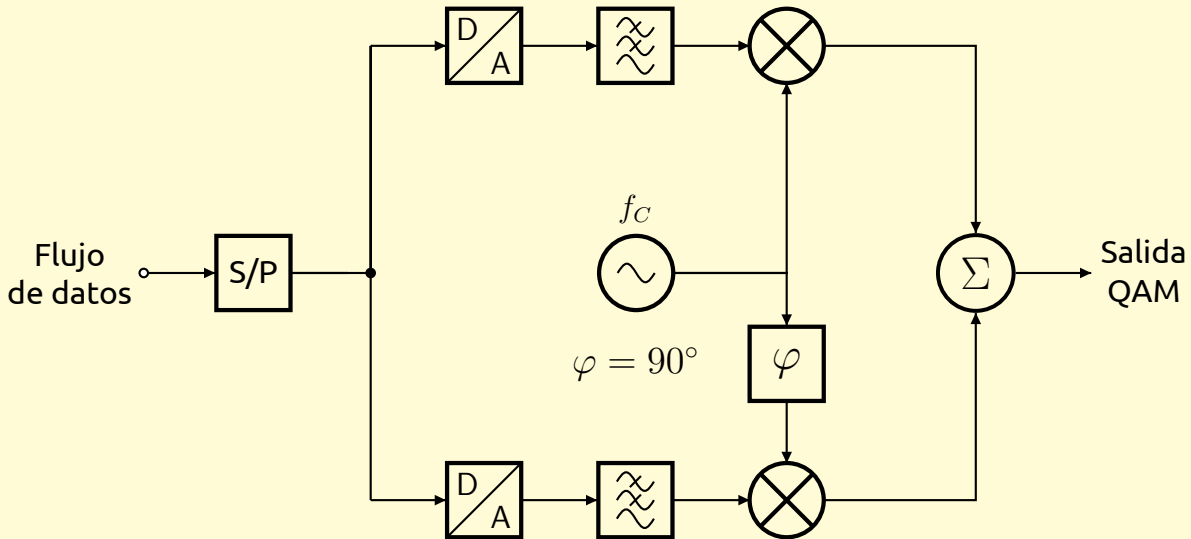 D
A
f_C
Flujo
de datos
S/P
Σ
Salida
QAM
φ = 90°
φ
D
A